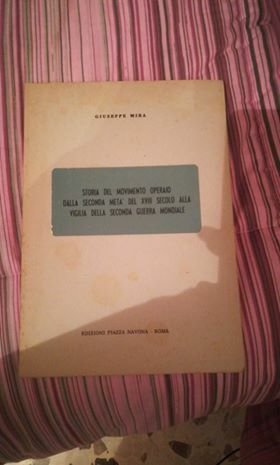 GIUSEPPE MIRA
STORIA DEL MOVIMENTO OPERAIO
DALLA SECONDA META' DEL XVIII SECOLO ALLA
VIGILIA DELLA SECONDA GUERRA MONDIALE
EDIZIONI PIAZZA NAVONA - ROMA